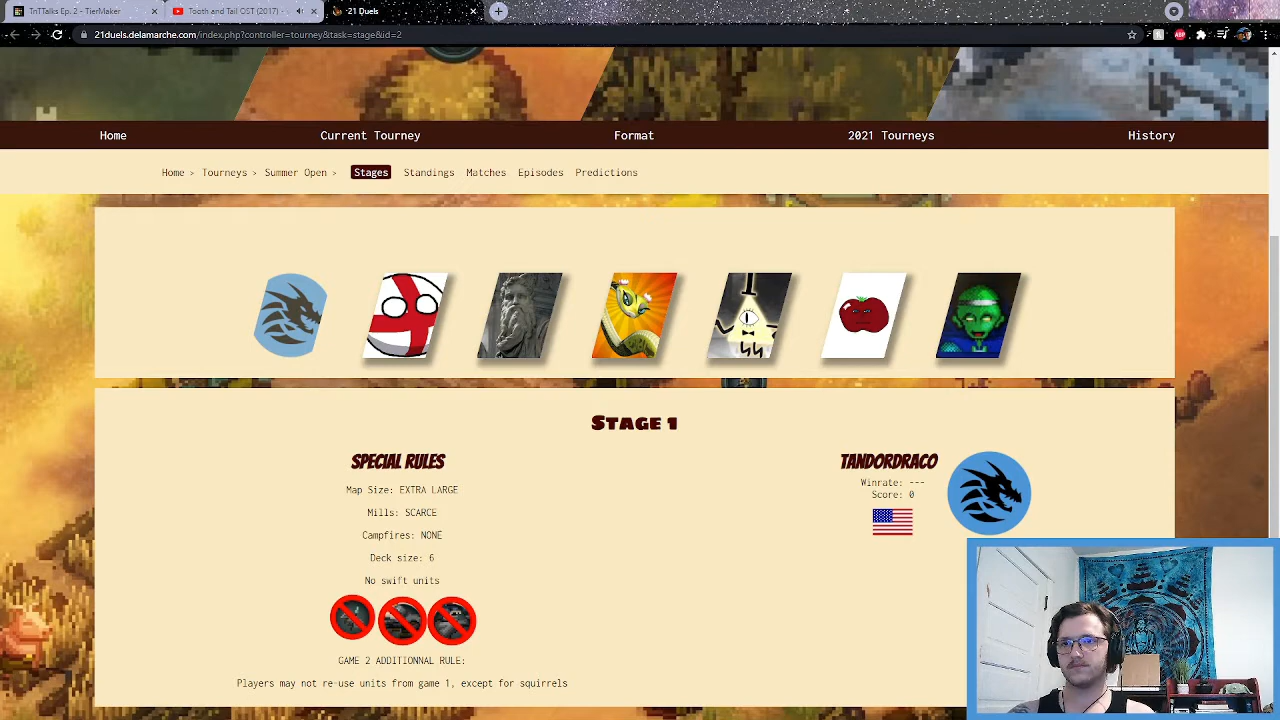 TnTTalks Ep. 2 - TierMaker
Tooth and Tail OST (2017) -
'21 Duels
21duels.delamarche.com/index.php?controller=tourney&task=stage&id=2
Home
Current Tourney
Format
2021 Tourneys
History
Home > Tourneys > Summer Open > Stages Standings Matches Episodes Predictions
STAGE 1
SPECIAL RULES
Map Size: EXTRA LARGE
Mills: SCARCE
Campfires: NONE
Deck size: 6
No swift units
GAME 2 ADDITIONNAL RULE:
Players may not re-use units from game 1, except for squirrels
TANDORDRACO
Winrate: ---
Score: 0